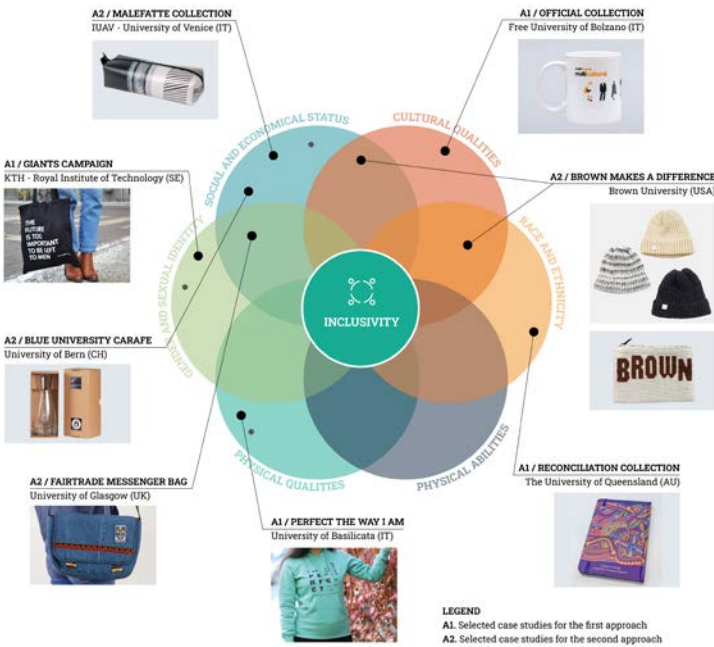 A2 / MALEFATTE COLLECTION
IUAV - University of Venice (IT)
A1 / OFFICIAL COLLECTION
Free University of Bolzano (IT)
SOCIAL AND ECONOMICAL STATUS
CULTURAL QUALITIES
A1 / GIANTS CAMPAIGN
KTH - Royal Institute of Technology (SE)
THE
FUTURE
IS TOO
IMPORTANT
TO BE LEFT
TO MEN
A2 / BROWN MAKES A DIFFERENCE
Brown University (USA)
GENDER AND SEXUAL IDENTITY
RACE AND ETHNICITY
INCLUSIVITY
A2 / BLUE UNIVERSITY CARAFE
University of Bern (CH)
BROWN
PHYSICAL QUALITIES
PHYSICAL ABILITIES
A2 / FAIRTRADE MESSENGER BAG
University of Glasgow (UK)
A1 / RECONCILIATION COLLECTION
The University of Queensland (AU)
A1 / PERFECT THE WAY I AM
University of Basilicata (IT)
LEGEND
A1. Selected case studies for the first approach
A2. Selected case studies for the second approach